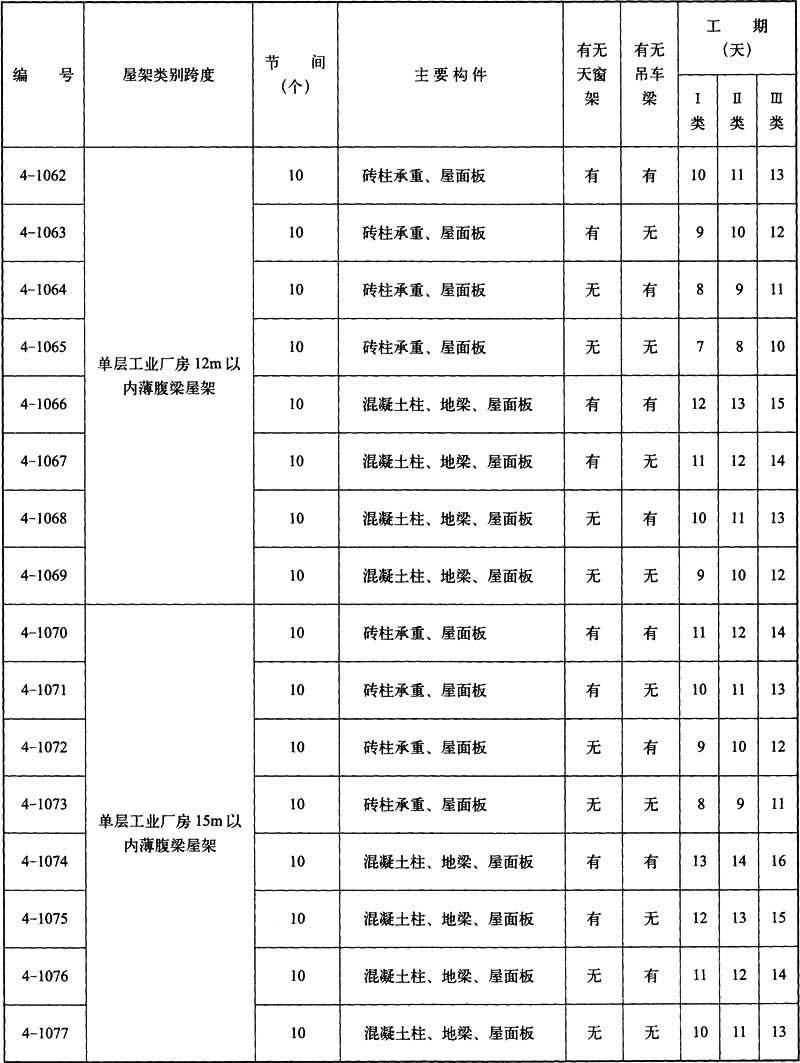 编 号 屋架类别跨度 节 间（个） 主要构件 有无天窗架 有无吊车梁 工 期（天）
Ⅰ类 Ⅱ类 Ⅲ类
4-1062 单层工业厂房12m以内薄腹梁屋架 10 砖柱承重、屋面板 有 有 10 11 13
4-1063 10 砖柱承重、屋面板 有 无 9 10 12
4-1064 10 砖柱承重、屋面板 无 有 8 9 11
4-1065 10 砖柱承重、屋面板 无 无 7 8 10
4-1066 10 混凝土柱、地梁、屋面板 有 有 12 13 15
4-1067 10 混凝土柱、地梁、屋面板 有 无 11 12 14
4-1068 10 混凝土柱、地梁、屋面板 无 有 10 11 13
4-1069 10 混凝土柱、地梁、屋面板 无 无 9 10 12
4-1070 单层工业厂房15m以内薄腹梁屋架 10 砖柱承重、屋面板 有 有 11 12 14
4-1071 10 砖柱承重、屋面板 有 无 10 11 13
4-1072 10 砖柱承重、屋面板 无 有 9 10 12
4-1073 10 砖柱承重、屋面板 无 无 8 9 11
4-1074 10 混凝土柱、地梁、屋面板 有 有 13 14 16
4-1075 10 混凝土柱、地梁、屋面板 有 无 12 13 15
4-1076 10 混凝土柱、地梁、屋面板 无 有 11 12 14
4-1077 10 混凝土柱、地梁、屋面板 无 无 10 11 13